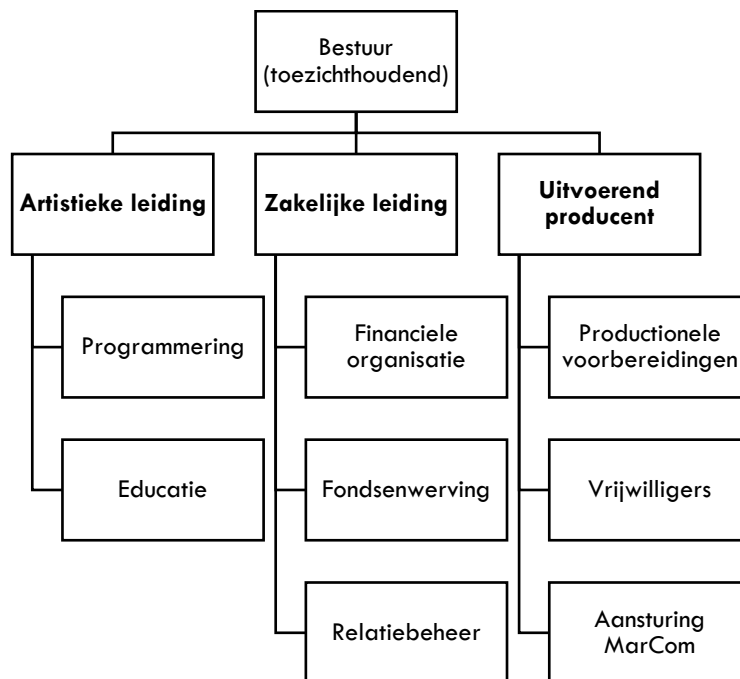 Bestuur
(toezichthoudend)
Artistieke leiding
Zakelijke leiding
Uitvoerend
producent
Programmering
Financiele
organisatie
Productionele
voorbereidingen
Educatie
Fondsenwerving
Vrijwilligers
Relatiebeheer
Aansturing
MarCom